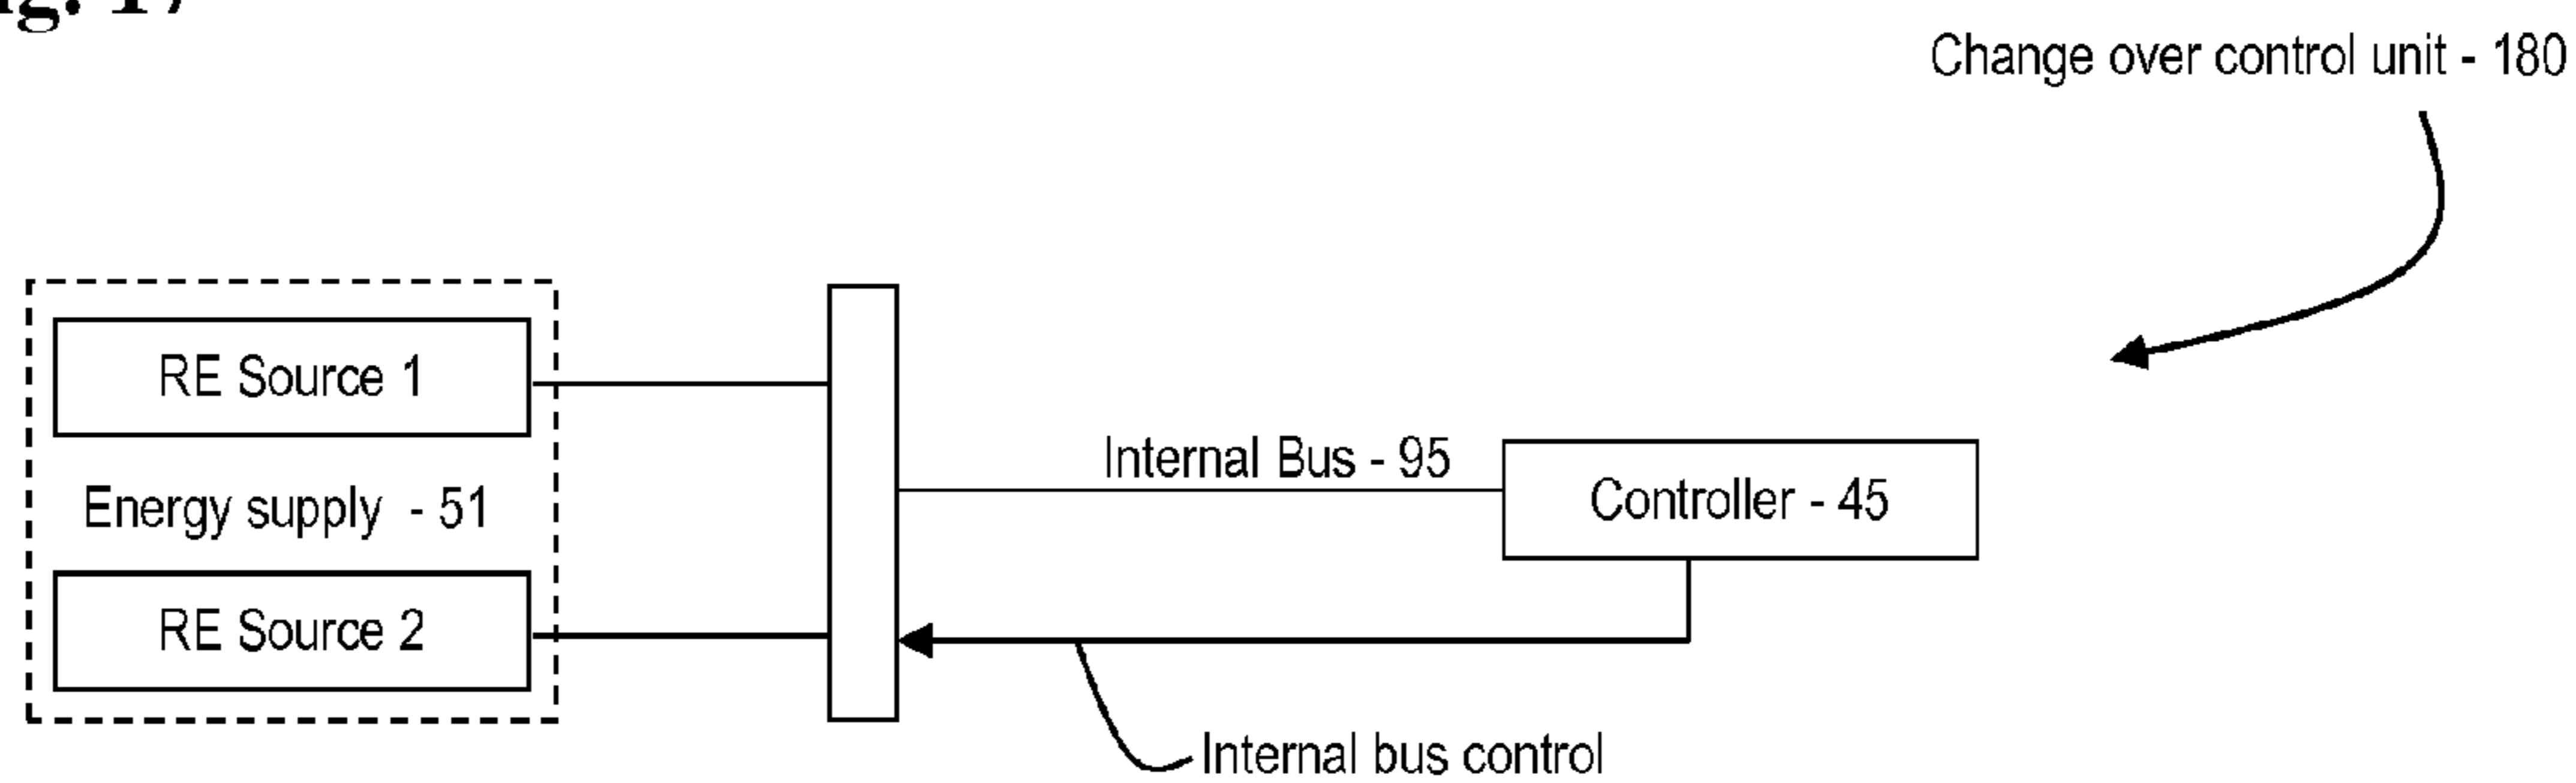 Change over control unit - 180
RE Source 1
Internal Bus - 95
Controller - 45
Energy supply - 51
RE Source 2
Internal bus control